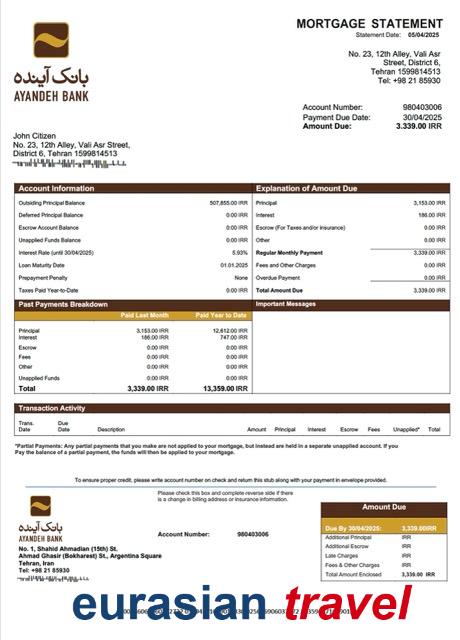 MORTGAGE STATEMENT
Statement Date: 05/04/2025
بانک آینده
AYANDEH BANK
No. 23, 12th Alley, Vali Asr
Street, District 6,
Tehran 1599814513
Tel: +98 21 85930
Account Number: 980403006
Payment Due Date: 30/04/2025
Amount Due: 3.339.00 IRR
John Citizen
No. 23, 12th Alley, Vali Asr Street,
District 6, Tehran 1599814513
Account Information
Outsiding Principal Balance 507,855.00 IRR
Deferred Principal Balance 0.00 IRR
Escrow Account Balance 0.00 IRR
Unapplied Funds Balance 0.00 IRR
Interest Rate (until 30/04/2025) 5.93%
Loan Maturity Date 01.01.2025
Prepayment Penalty None
Taxes Paid Year-to-Date 0.00 IRR
Explanation of Amount Due
Principal 3,153.00 IRR
Interest 186.00 IRR
Escrow (For Taxes and/or Insurance) 0.00 IRR
Other 0.00 IRR
Regular Monthly Payment 3,339.00 IRR
Fees and Other Charges 0.00 IRR
Overdue Payment 0.00 IRR
Total Amount Due 3,339.00 IRR
Past Payments Breakdown
Paid Last Month Paid Year to Date
Principal 3,153.00 IRR 12,612.00 IRR
Interest 186.00 IRR 747.00 IRR
Escrow 0.00 IRR 0.00 IRR
Fees 0.00 IRR 0.00 IRR
Other 0.00 IRR 0.00 IRR
Unapplied Funds 0.00 IRR 0.00 IRR
Total 3,339.00 IRR 13,359.00 IRR
Important Messages
Transaction Activity
Trans. Date Due Date Description Amount Principal Interest Escrow Fees Unapplied* Total
*Partial Payments: Any partial payments that you make are not applied to your mortgage, but instead are held in a separate unapplied account. If you
Pay the balance of a partial payment, the funds will then be applied to your mortgage.
To ensure proper credit, please write account number on check and return this stub along with your payment in envelope provided.
Please check this box and complete reverse side if there
is a change in billing address or insurance information.
بانک آینده
AYANDEH BANK
Account Number: 980403006
No. 1, Shahid Ahmadian (15th) St.
Ahmad Ghasir (Bokharest) St., Argentina Square
Tehran, Iran
Tel: +98 21 85930
Amount Due
Due By 30/04/2025: 3,339.00IRR
Additional Principal IRR
Additional Escrow IRR
Late Charges IRR
Fees & Other Charges IRR
Total Amount Enclosed 3,339.00 IRR
eurasian travel